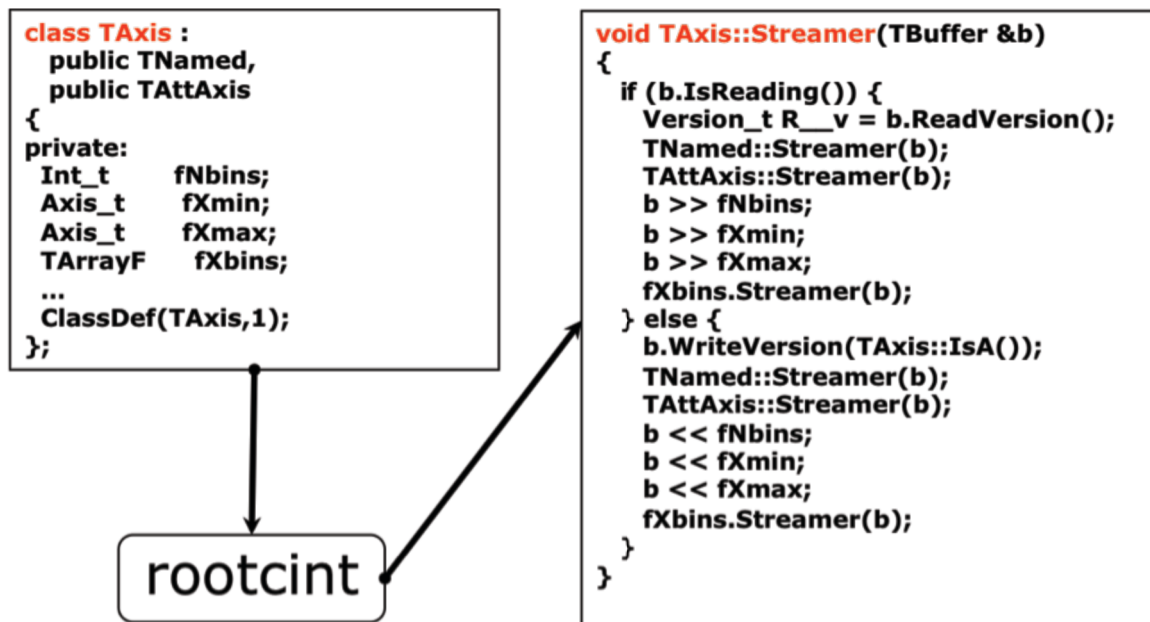 class TAxis :
public TNamed,
public TAttAxis
{
private:
Int_t fNbins;
Axis_t fXmin;
Axis_t fXmax;
TArrayF fXbins;
...
ClassDef(TAxis,1);
};
rootcint
void TAxis::Streamer(TBuffer &b)
{
if (b.IsReading()) {
Version_t R__v = b.ReadVersion();
TNamed::Streamer(b);
TAttAxis::Streamer(b);
b >> fNbins;
b >> fXmin;
b >> fXmax;
fXbins.Streamer(b);
} else {
b.WriteVersion(TAxis::IsA());
TNamed::Streamer(b);
TAttAxis::Streamer(b);
b << fNbins;
b << fXmin;
b << fXmax;
fXbins.Streamer(b);
}
}